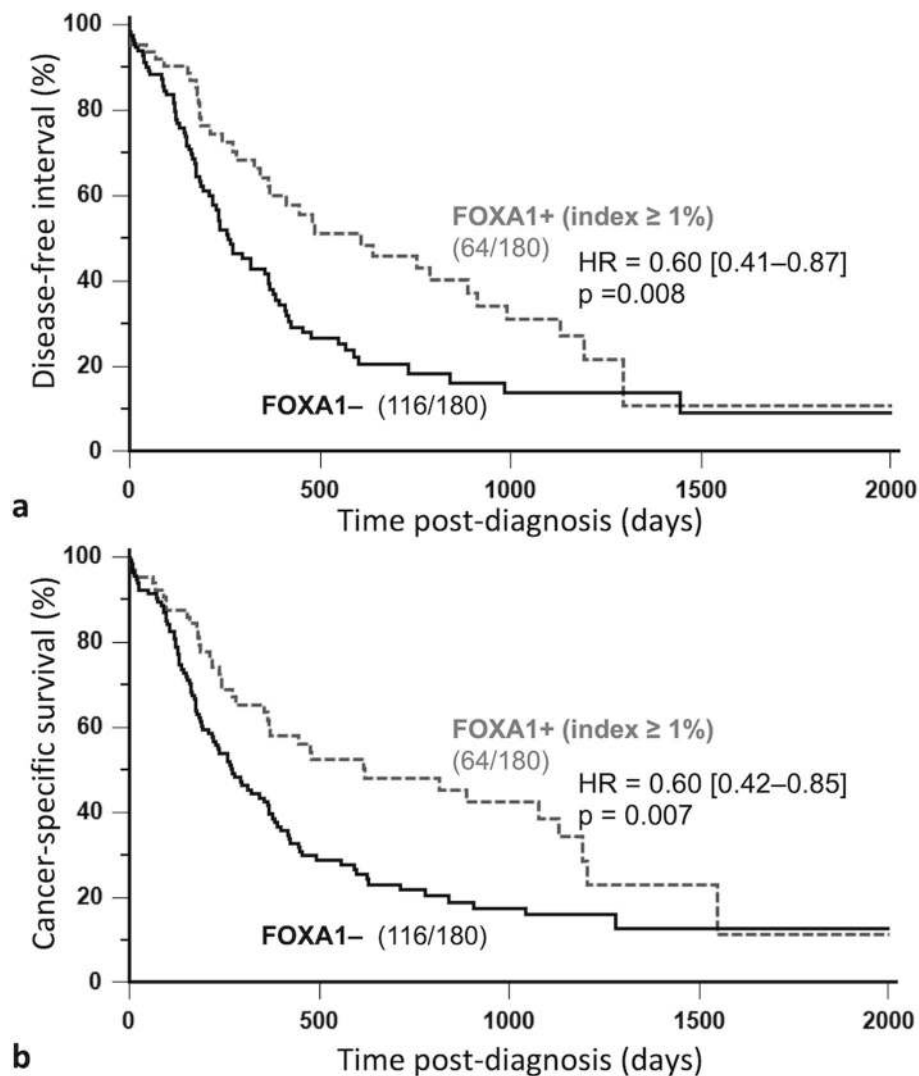 100
80
60
40
20
0
Disease-free interval (%)
FOXA1+ (index ≥ 1%)
(64/180)
HR = 0.60 [0.41–0.87]
p =0.008
FOXA1– (116/180)
0 500 1000 1500 2000
Time post-diagnosis (days)
a
100
80
60
40
20
0
Cancer-specific survival (%)
FOXA1+ (index ≥ 1%)
(64/180)
HR = 0.60 [0.42–0.85]
p = 0.007
FOXA1– (116/180)
0 500 1000 1500 2000
Time post-diagnosis (days)
b